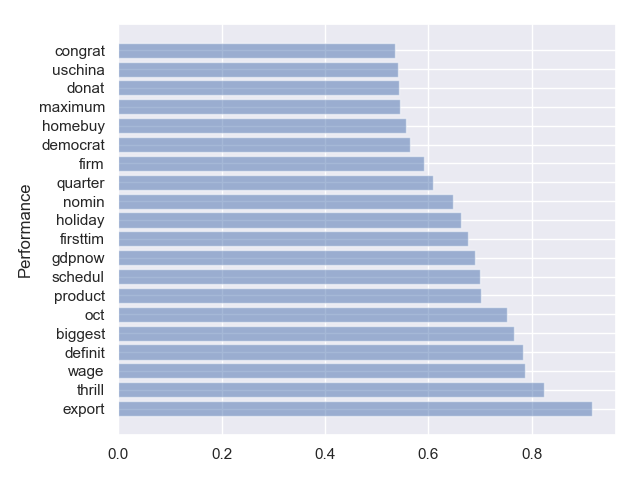 congrat
uschina
donat
maximum
homebuy
democrat
firm
quarter
nomin
holiday
firsttim
gdpnow
schedul
product
oct
biggest
definit
wage
thrill
export
Performance
0.0 0.2 0.4 0.6 0.8